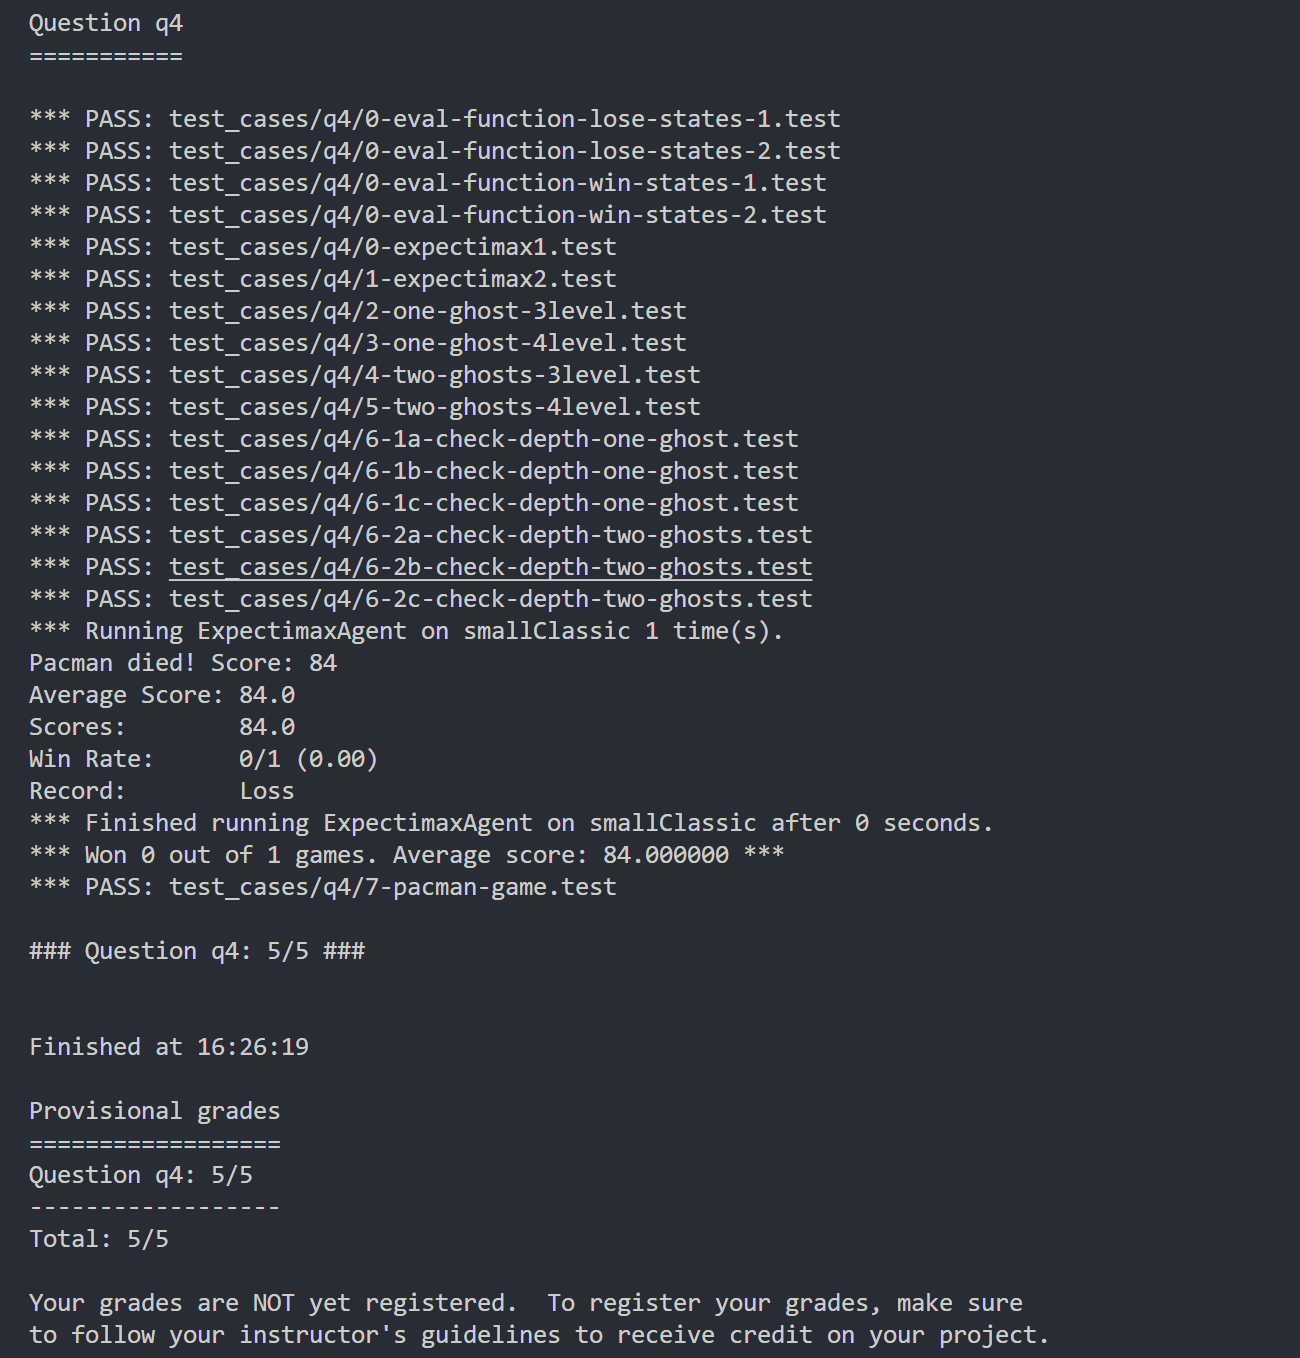 Question q4
===========
*** PASS: test_cases/q4/0-eval-function-lose-states-1.test
*** PASS: test_cases/q4/0-eval-function-lose-states-2.test
*** PASS: test_cases/q4/0-eval-function-win-states-1.test
*** PASS: test_cases/q4/0-eval-function-win-states-2.test
*** PASS: test_cases/q4/0-expectimax1.test
*** PASS: test_cases/q4/1-expectimax2.test
*** PASS: test_cases/q4/2-one-ghost-3level.test
*** PASS: test_cases/q4/3-one-ghost-4level.test
*** PASS: test_cases/q4/4-two-ghosts-3level.test
*** PASS: test_cases/q4/5-two-ghosts-4level.test
*** PASS: test_cases/q4/6-1a-check-depth-one-ghost.test
*** PASS: test_cases/q4/6-1b-check-depth-one-ghost.test
*** PASS: test_cases/q4/6-1c-check-depth-one-ghost.test
*** PASS: test_cases/q4/6-2a-check-depth-two-ghosts.test
*** PASS: test_cases/q4/6-2b-check-depth-two-ghosts.test
*** PASS: test_cases/q4/6-2c-check-depth-two-ghosts.test
*** Running ExpectimaxAgent on smallClassic 1 time(s).
Pacman died! Score: 84
Average Score: 84.0
Scores:        84.0
Win Rate:      0/1 (0.00)
Record:        Loss
*** Finished running ExpectimaxAgent on smallClassic after 0 seconds.
*** Won 0 out of 1 games. Average score: 84.000000 ***
*** PASS: test_cases/q4/7-pacman-game.test
### Question q4: 5/5 ###
Finished at 16:26:19
Provisional grades
==================
Question q4: 5/5
------------------
Total: 5/5
Your grades are NOT yet registered.  To register your grades, make sure
to follow your instructor's guidelines to receive credit on your project.